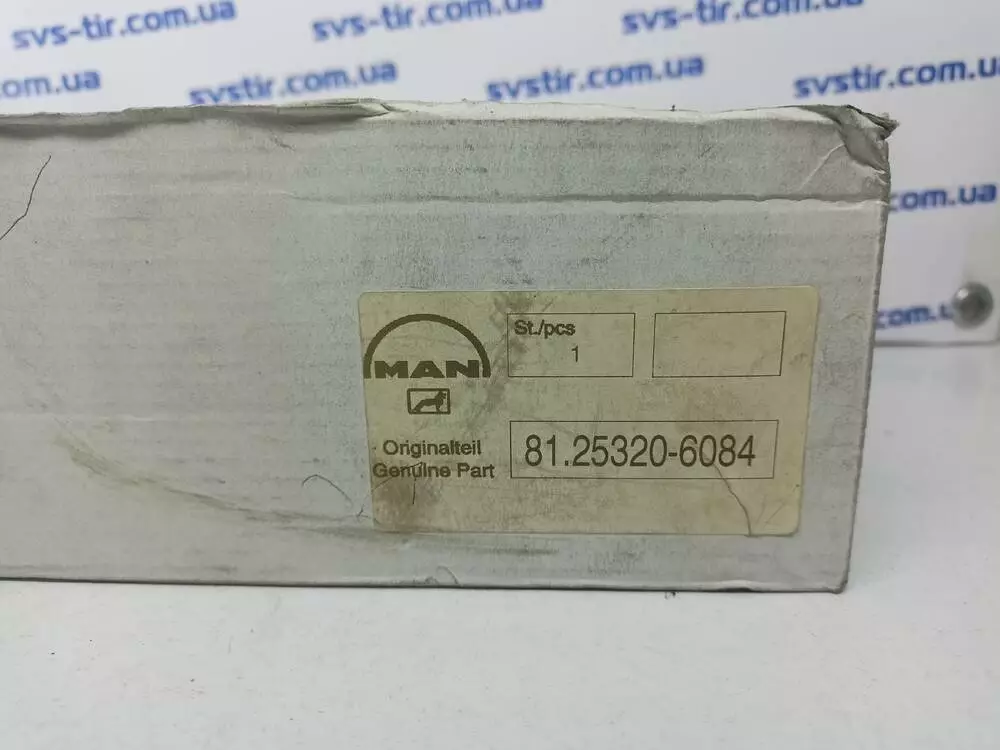 svs-tir.com.ua
svs-tir.com.ua
svs-tir.com.ua
.com.ua
svstir.com.ua
svstir.com.ua
svstir.com.ua
.com.ua
.com.u
MAN
St./pcs
1
Originalteil
Genuine Part
81.25320-6084